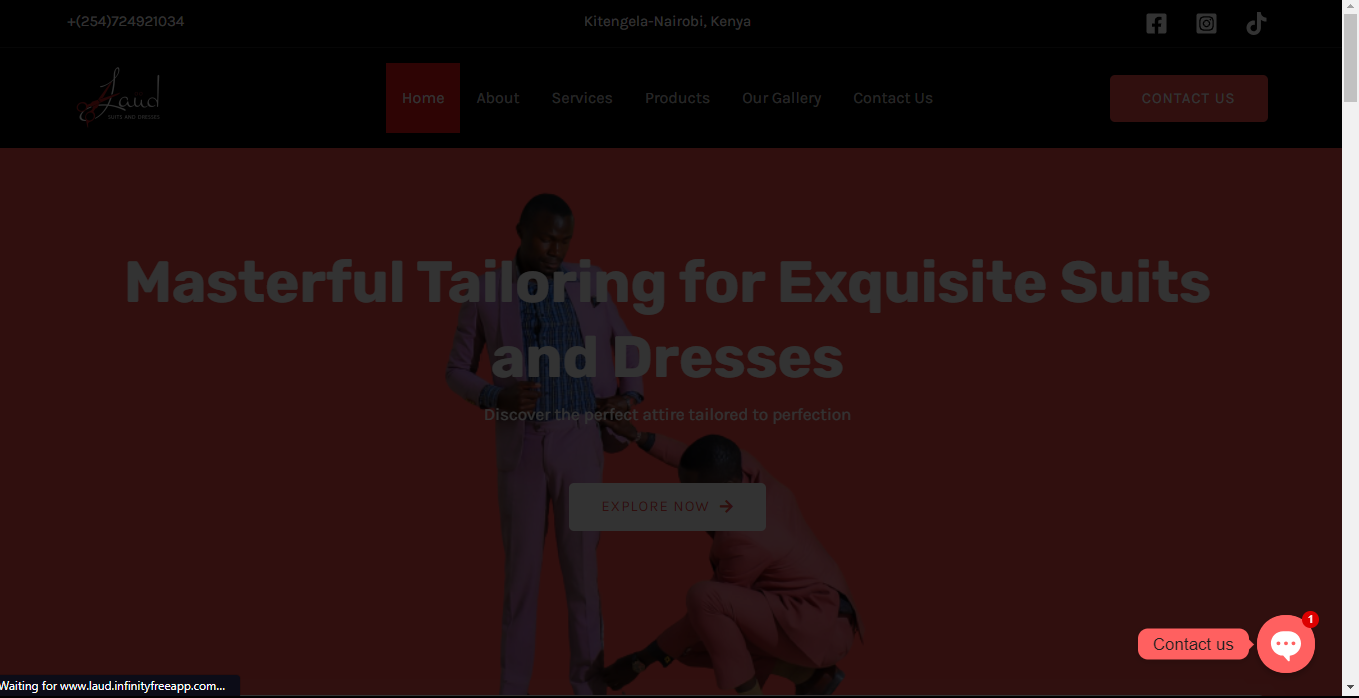 +(254)724921034
Kitengela-Nairobi, Kenya
Laud
SUITS AND DRESSES
Home
About
Services
Products
Our Gallery
Contact Us
CONTACT US
Masterful Tailoring for Exquisite Suits
and Dresses
Discover the perfect attire tailored to perfection
EXPLORE NOW
1
Contact us
Waiting for www.laud.infinityfreeapp.com...